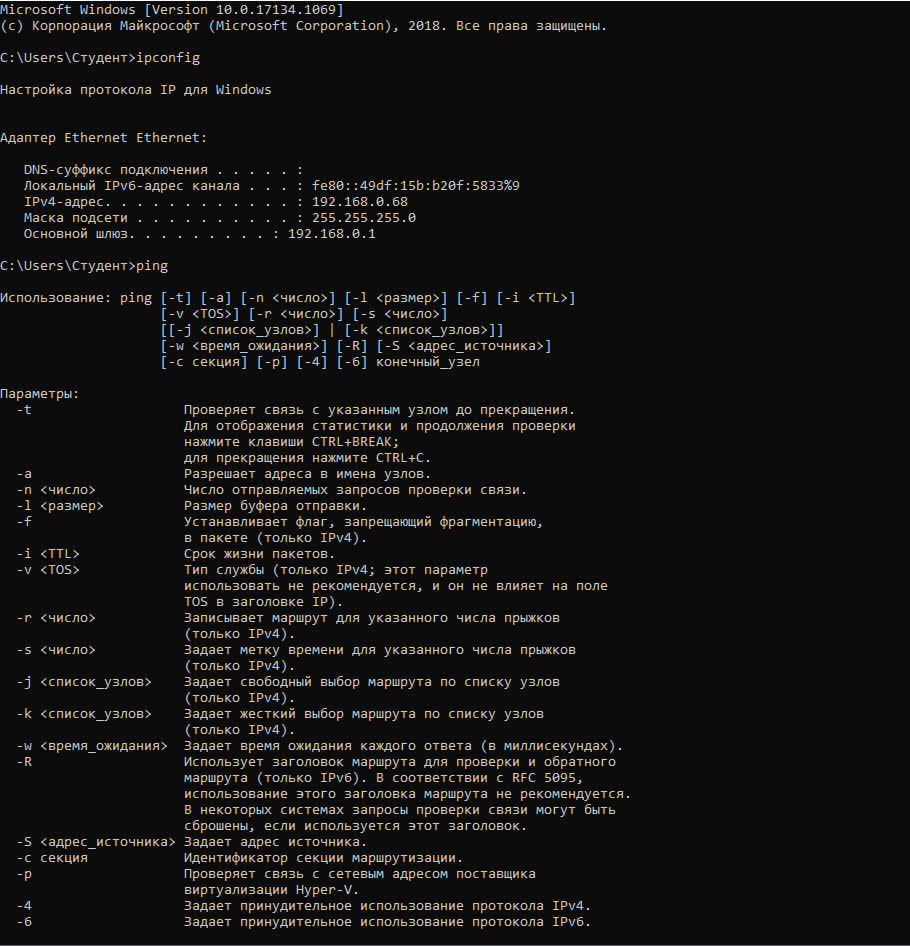 Microsoft Windows [Version 10.0.17134.1069]
(c) Корпорация Майкрософт (Microsoft Corporation), 2018. Все права защищены.
C:\Users\Студент>ipconfig
Настройка протокола IP для Windows
Адаптер Ethernet Ethernet:
   DNS-суффикс подключения . . . . . :
   Локальный IPv6-адрес канала . . . : fe80::49df:15b:b20f:5833%9
   IPv4-адрес. . . . . . . . . . . . : 192.168.0.68
   Маска подсети . . . . . . . . . . : 255.255.255.0
   Основной шлюз. . . . . . . . . : 192.168.0.1
C:\Users\Студент>ping
Использование: ping [-t] [-a] [-n <число>] [-l <размер>] [-f] [-i <TTL>]
                    [-v <TOS>] [-r <число>] [-s <число>]
                    [[-j <список_узлов>] | [-k <список_узлов>]]
                    [-w <время_ожидания>] [-R] [-S <адрес_источника>]
                    [-c секция] [-p] [-4] [-6] конечный_узел
Параметры:
  -t                   Проверяет связь с указанным узлом до прекращения.
                       Для отображения статистики и продолжения проверки
                       нажмите клавиши CTRL+BREAK;
                       для прекращения нажмите CTRL+C.
  -a                   Разрешает адреса в имена узлов.
  -n <число>           Число отправляемых запросов проверки связи.
  -l <размер>          Размер буфера отправки.
  -f                   Устанавливает флаг, запрещающий фрагментацию,
                       в пакете (только IPv4).
  -i <TTL>             Срок жизни пакетов.
  -v <TOS>             Тип службы (только IPv4; этот параметр
                       использовать не рекомендуется, и он не влияет на поле
                       TOS в заголовке IP).
  -r <число>           Записывает маршрут для указанного числа прыжков
                       (только IPv4).
  -s <число>           Задает метку времени для указанного числа прыжков
                       (только IPv4).
  -j <список_узлов>    Задает свободный выбор маршрута по списку узлов
                       (только IPv4).
  -k <список_узлов>    Задает жесткий выбор маршрута по списку узлов
                       (только IPv4).
  -w <время_ожидания>  Задает время ожидания каждого ответа (в миллисекундах).
  -R                   Использует заголовок маршрута для проверки и обратного
                       маршрута (только IPv6). В соответствии с RFC 5095,
                       использование этого заголовка маршрута не рекомендуется.
                       В некоторых системах запросы проверки связи могут быть
                       сброшены, если используется этот заголовок.
  -S <адрес_источника> Задает адрес источника.
  -c секция            Идентификатор секции маршрутизации.
  -p                   Проверяет связь с сетевым адресом поставщика
                       виртуализации Hyper-V.
  -4                   Задает принудительное использование протокола IPv4.
  -6                   Задает принудительное использование протокола IPv6.